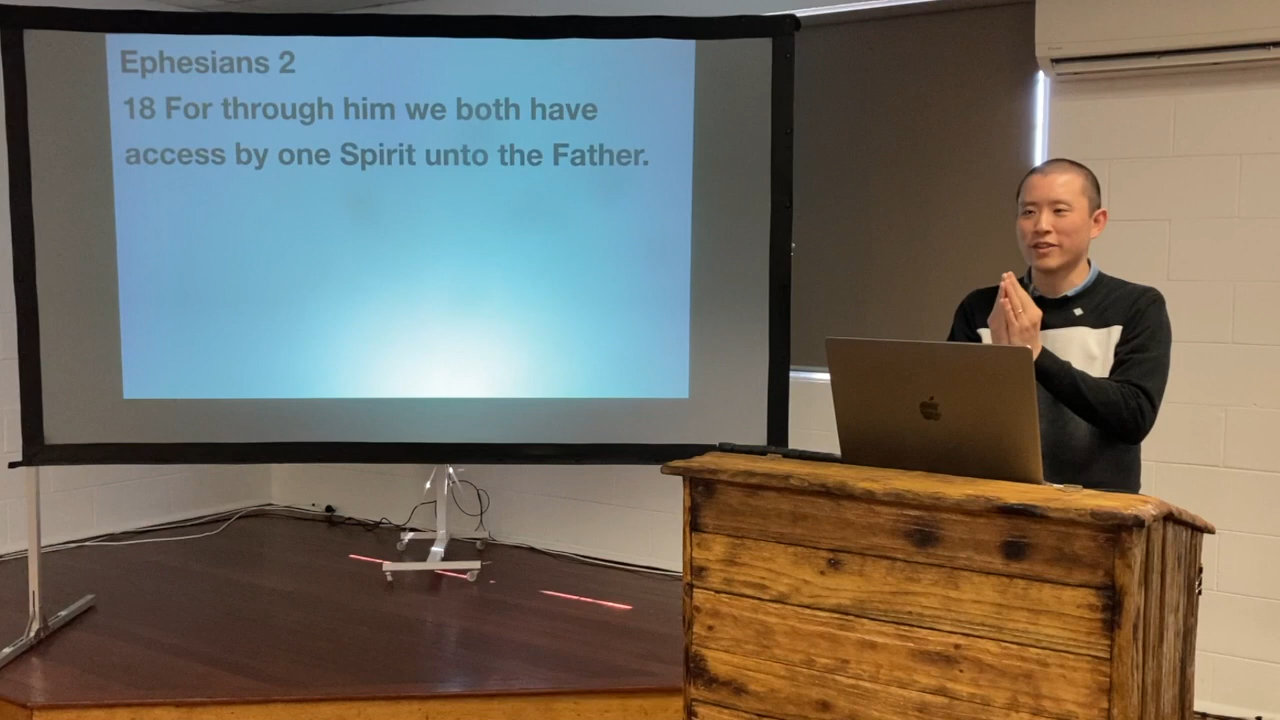 Ephesians 2
18 For through him we both have
access by one Spirit unto the Father.